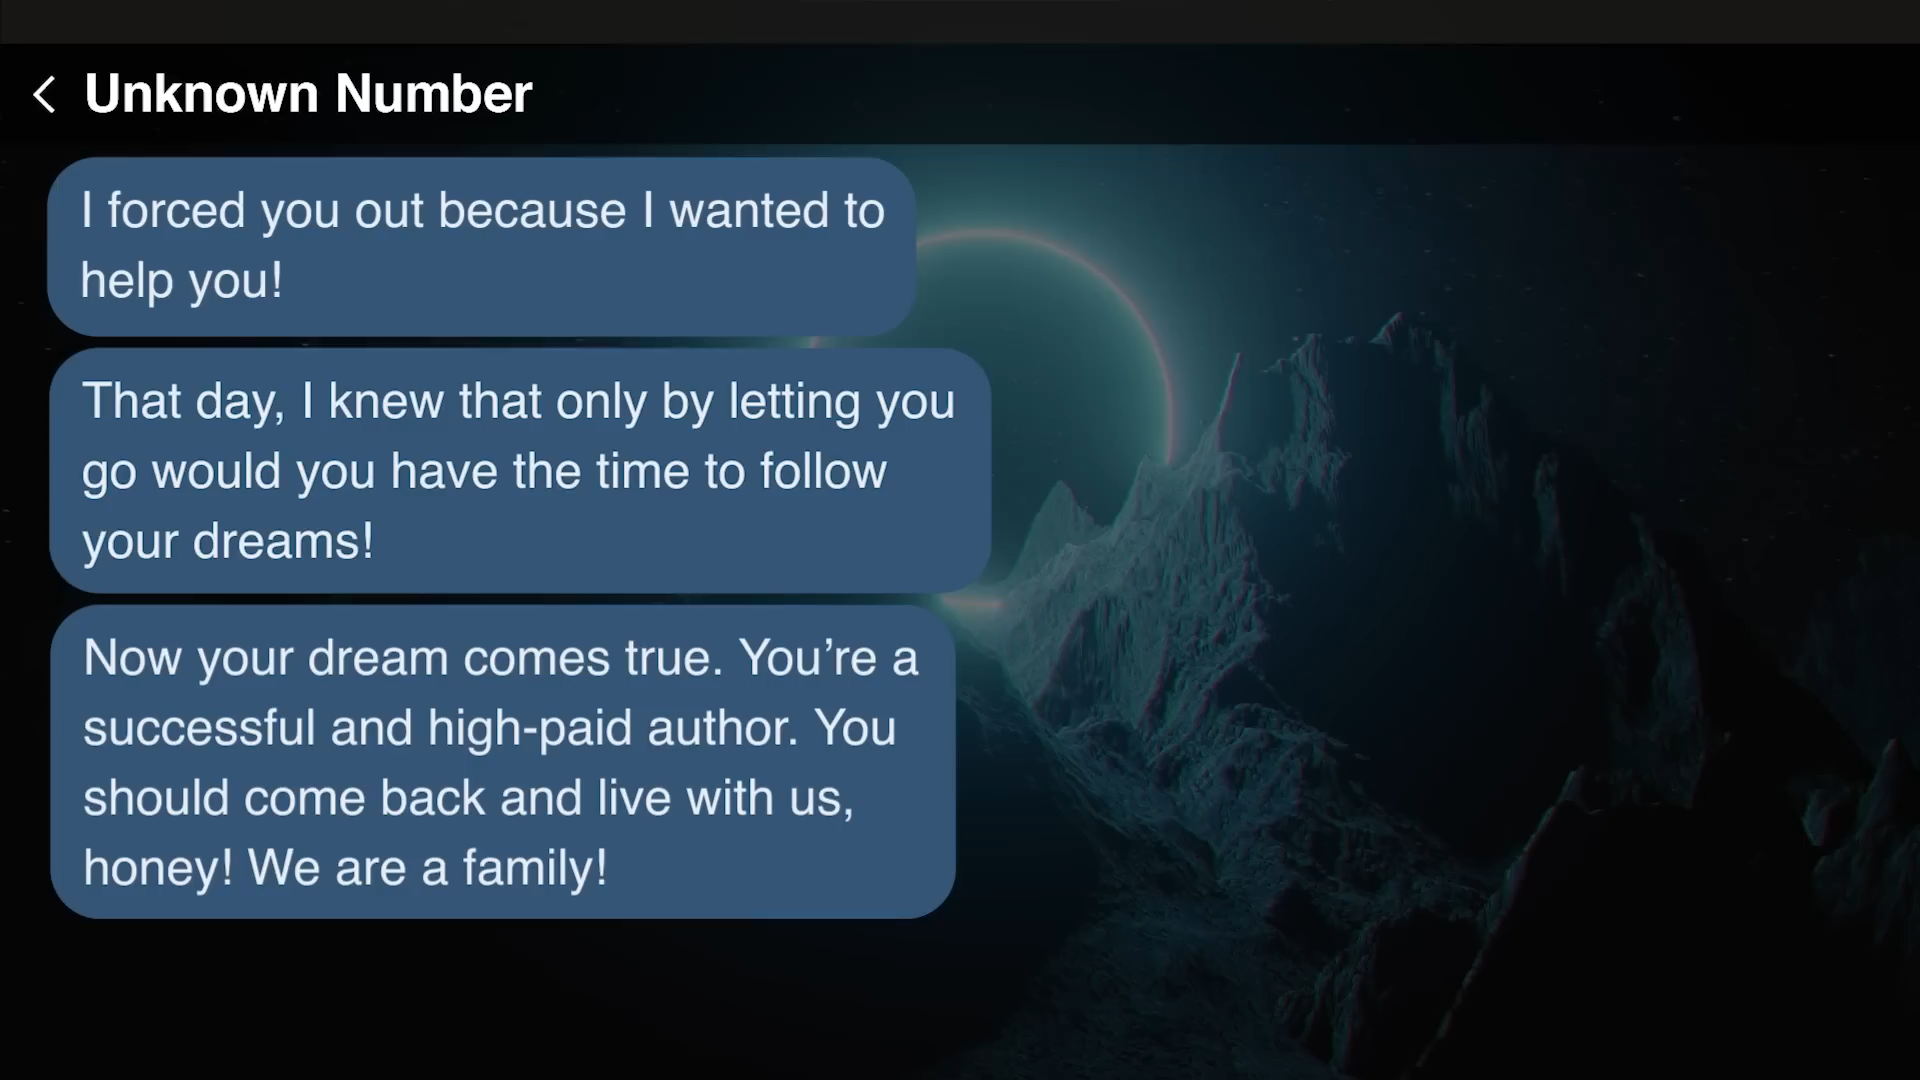 Unknown Number
I forced you out because I wanted to
help you!
That day, I knew that only by letting you
go would you have the time to follow
your dreams!
Now your dream comes true. You’re a
successful and high-paid author. You
should come back and live with us,
honey! We are a family!